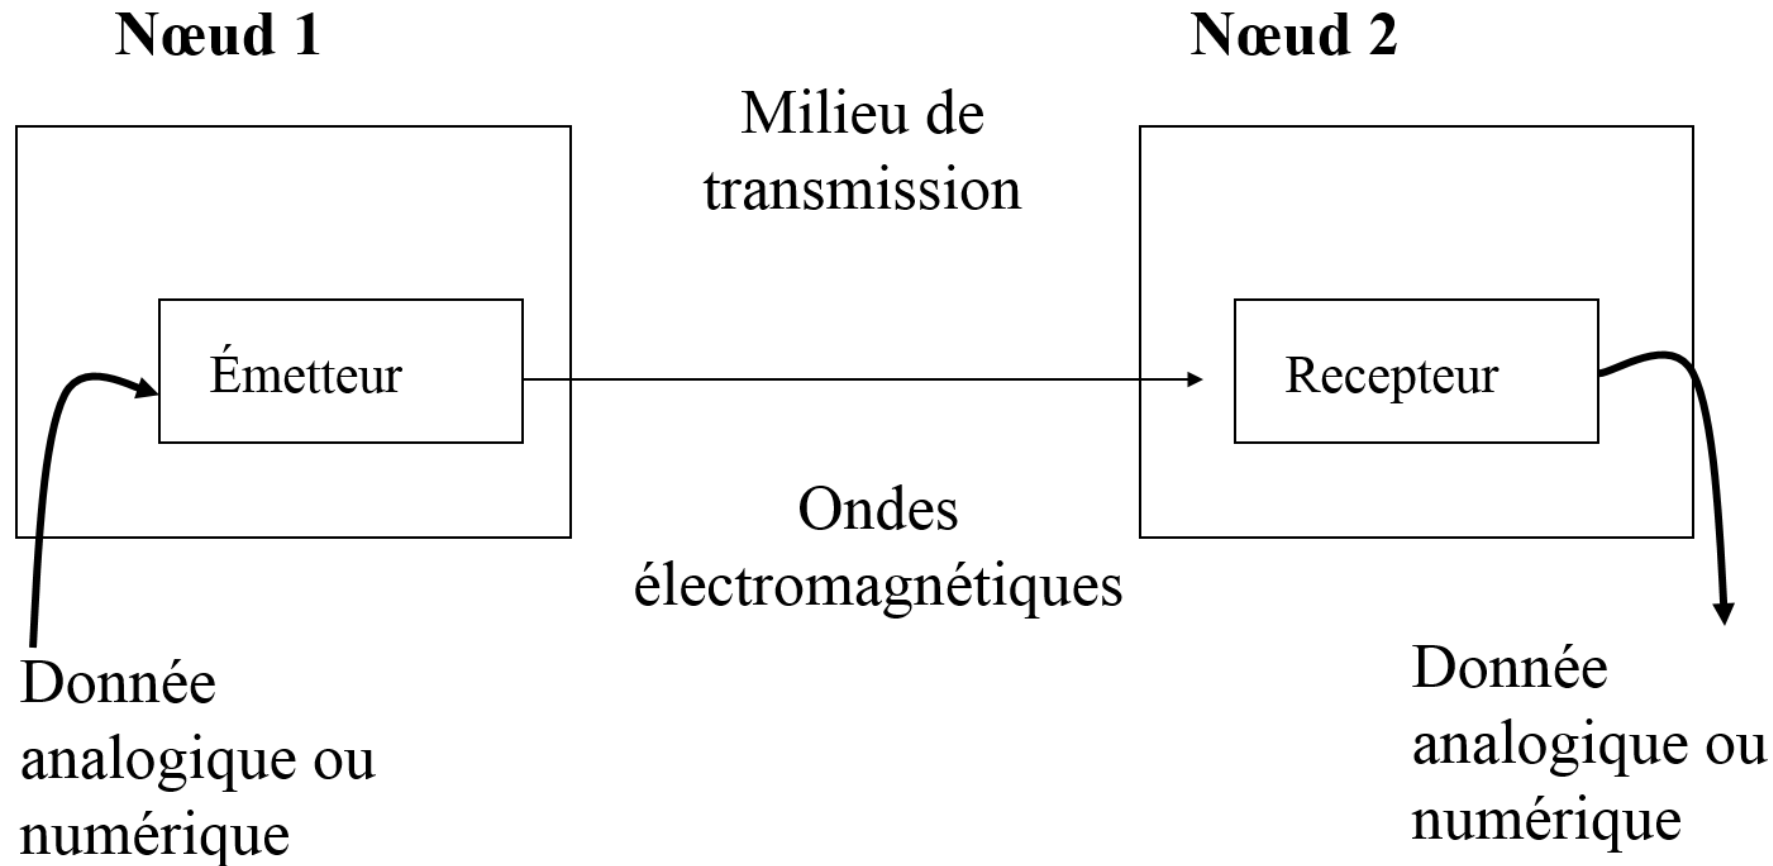 Nœud 1
Nœud 2
Milieu de
transmission
Émetteur
Recepteur
Ondes
électromagnétiques
Donnée
analogique ou
numérique
Donnée
analogique ou
numérique